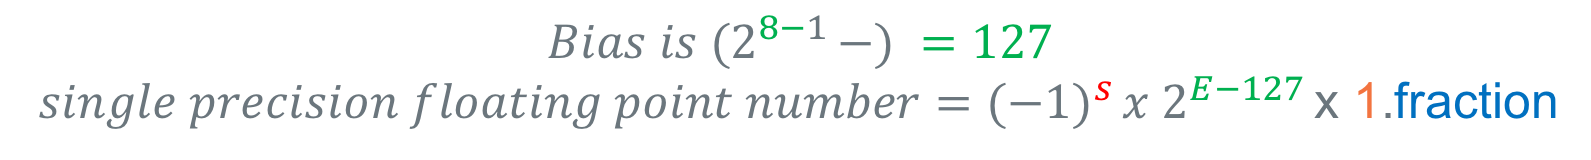 Bias is (2^{8−1} −) = 127
single precision floating point number = (−1)^{s} x 2^{E−127} x 1.fraction